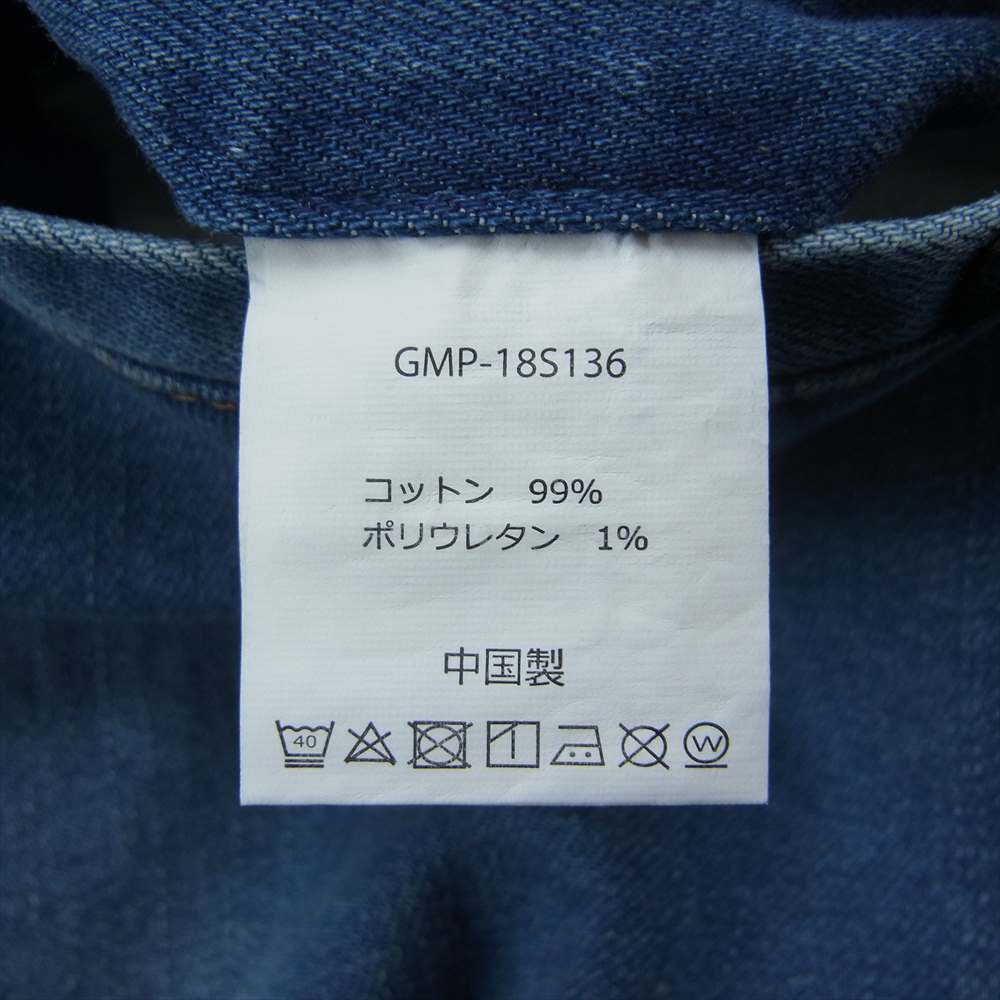 GMP-18S136
コットン 99%
ポリウレタン 1%
中国製
40 W